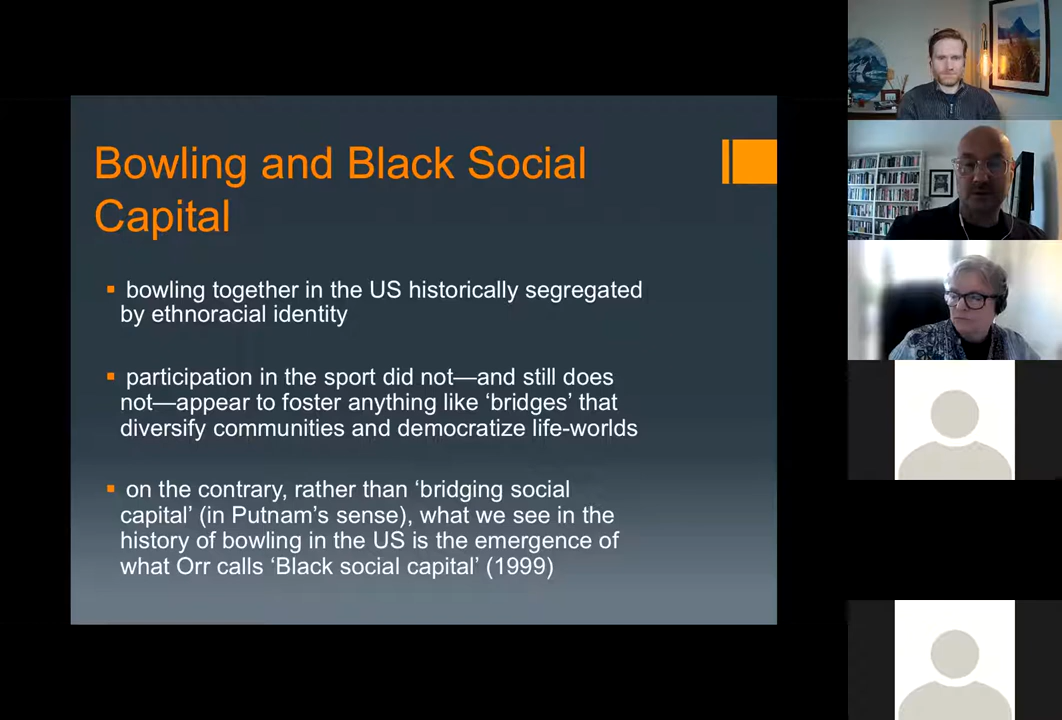 Bowling and Black Social
Capital
bowling together in the US historically segregated
by ethnoracial identity
participation in the sport did not—and still does
not—appear to foster anything like ‘bridges’ that
diversify communities and democratize life-worlds
on the contrary, rather than ‘bridging social
capital’ (in Putnam’s sense), what we see in the
history of bowling in the US is the emergence of
what Orr calls ‘Black social capital’ (1999)